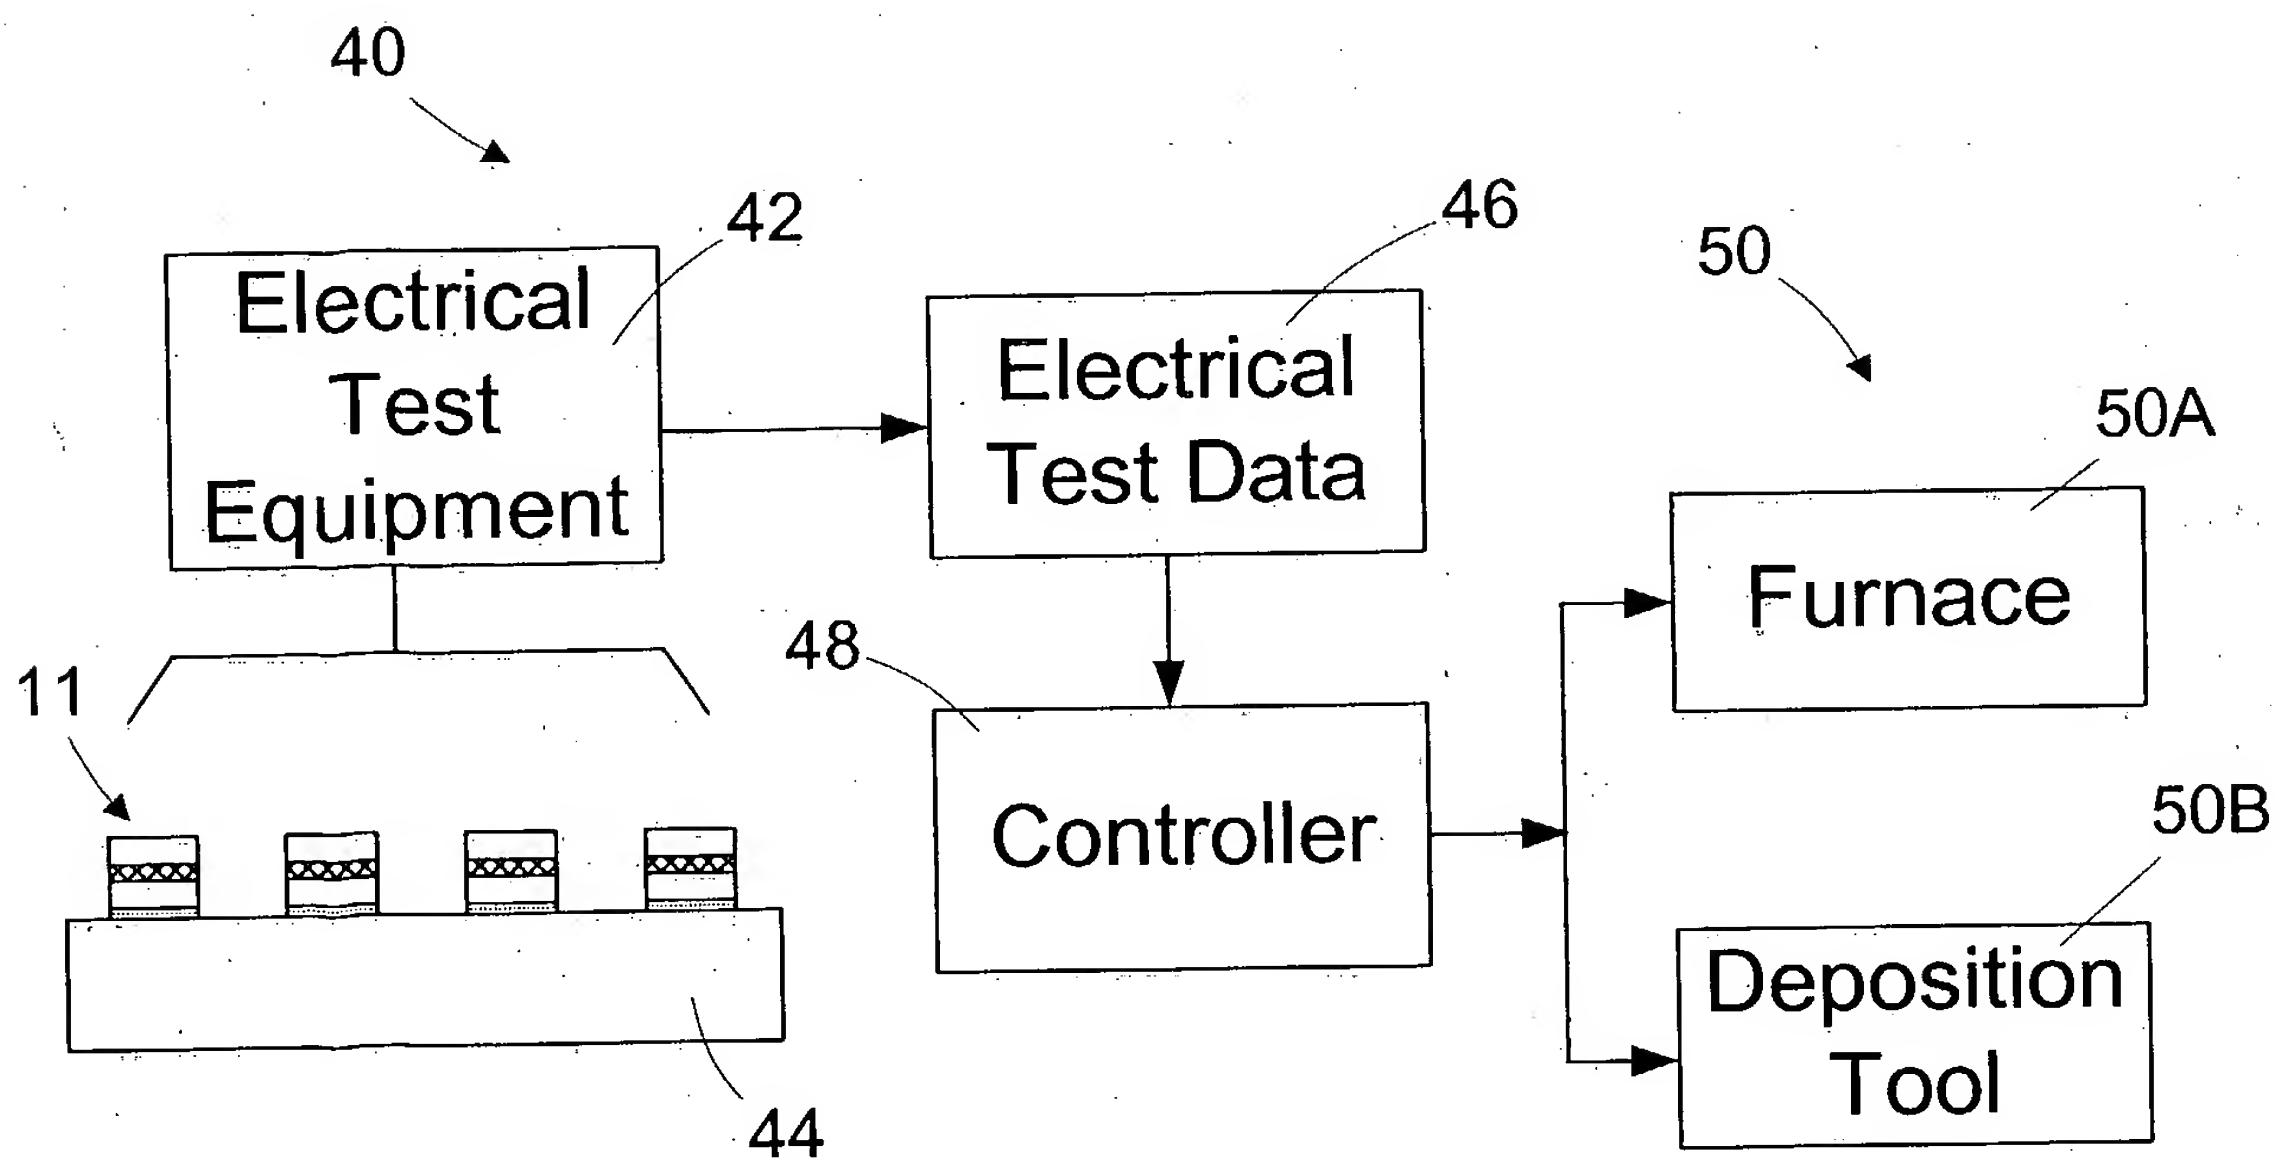 40
42
Electrical
Test
Equipment
46
Electrical
Test Data
50
50A
Furnace
11
48
Controller
50B
Deposition
Tool
44